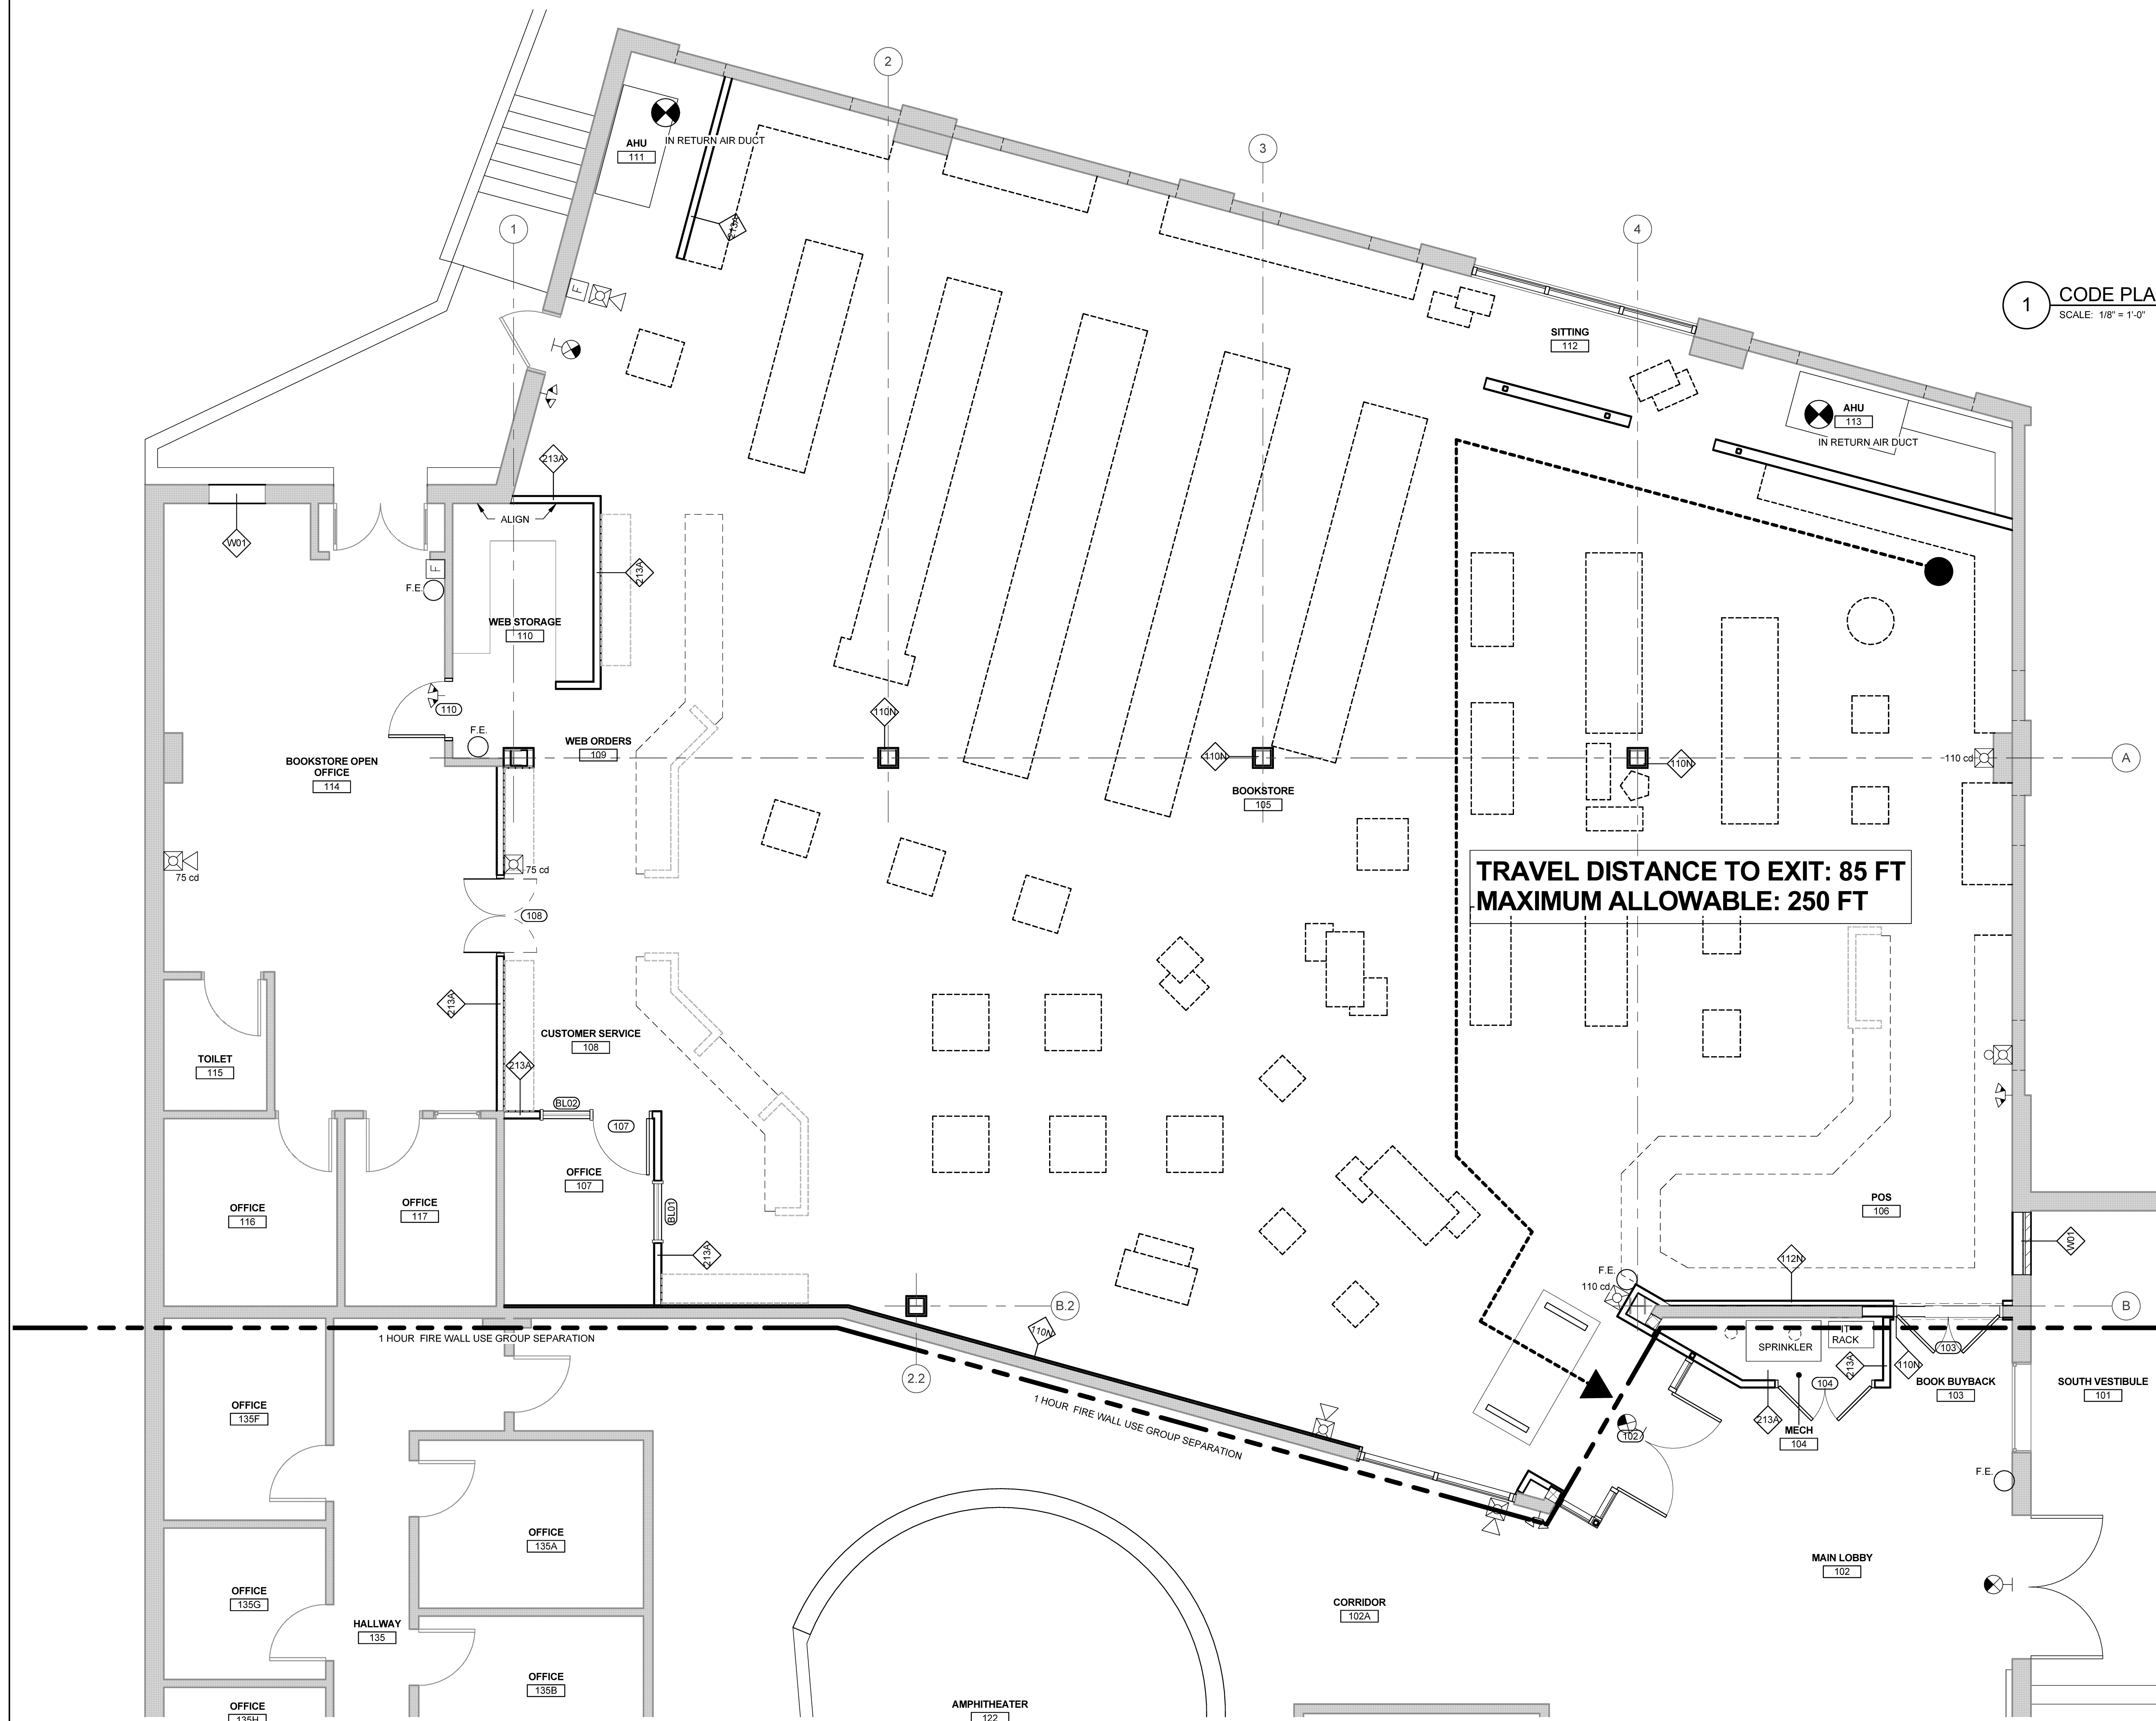 2
3
1
4
AHU
111
IN RETURN AIR DUCT
213A
F
1
CODE PLA
SCALE: 1/8" = 1'-0"
SITTING
112
AHU
113
IN RETURN AIR DUCT
213A
ALIGN
W01
F
F.E.
213A
WEB STORAGE
110
110
F.E.
WEB ORDERS
109
110N
110N
110N
110 cd
A
BOOKSTORE OPEN
OFFICE
114
BOOKSTORE
105
75 cd
75 cd
TRAVEL DISTANCE TO EXIT: 85 FT
MAXIMUM ALLOWABLE: 250 FT
108
213A
CUSTOMER SERVICE
108
TOILET
115
213A
BL02
107
OFFICE
107
OFFICE
116
OFFICE
117
BL01
213A
POS
106
W01
112N
F.E.
110 cd
B.2
B
1 HOUR FIRE WALL USE GROUP SEPARATION
110N
IT
RACK
SPRINKLER
103
213A
110N
2.2
104
BOOK BUYBACK
103
SOUTH VESTIBULE
101
OFFICE
135F
1 HOUR FIRE WALL USE GROUP SEPARATION
102
213A
MECH
104
F.E.
OFFICE
135A
MAIN LOBBY
102
OFFICE
135G
HALLWAY
135
CORRIDOR
102A
OFFICE
135B
OFFICE
135H
AMPHITHEATER
122